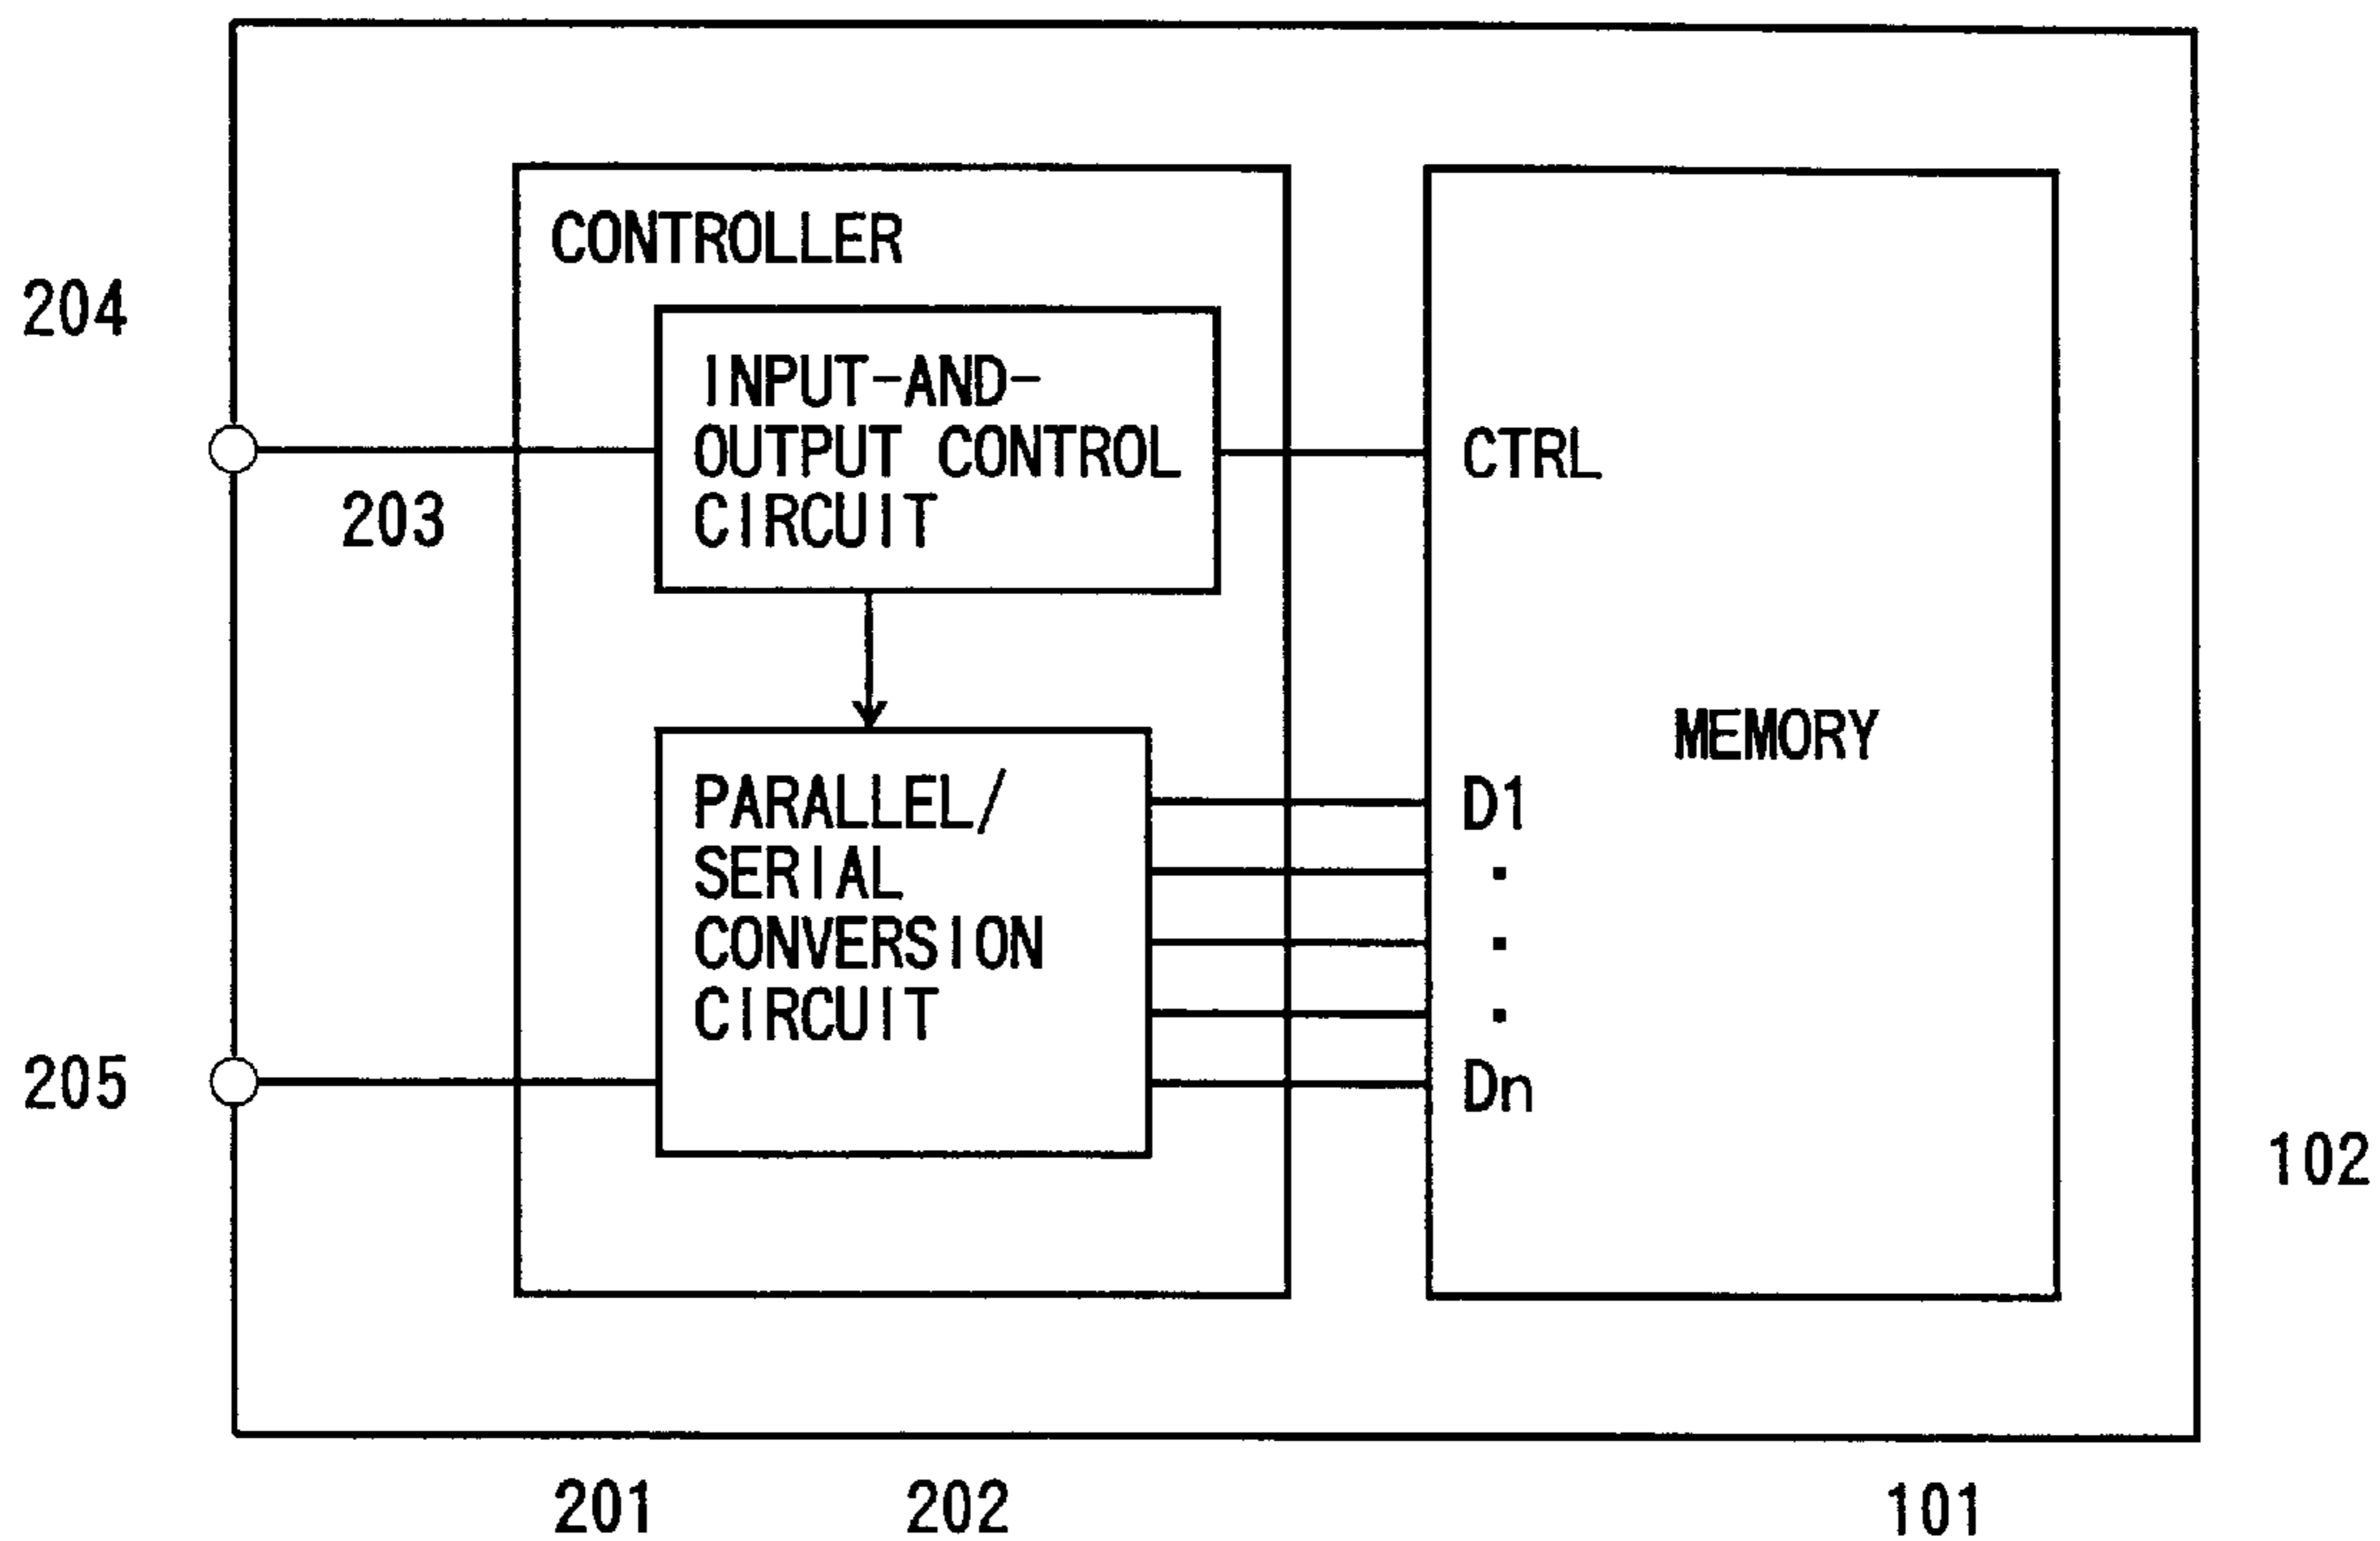 CONTROLLER
204
INPUT-AND-
OUTPUT CONTROL
CIRCUIT
CTRL
203
MEMORY
PARALLEL/
SERIAL
CONVERSION
CIRCUIT
D1
.
.
.
Dn
205
102
201
202
101